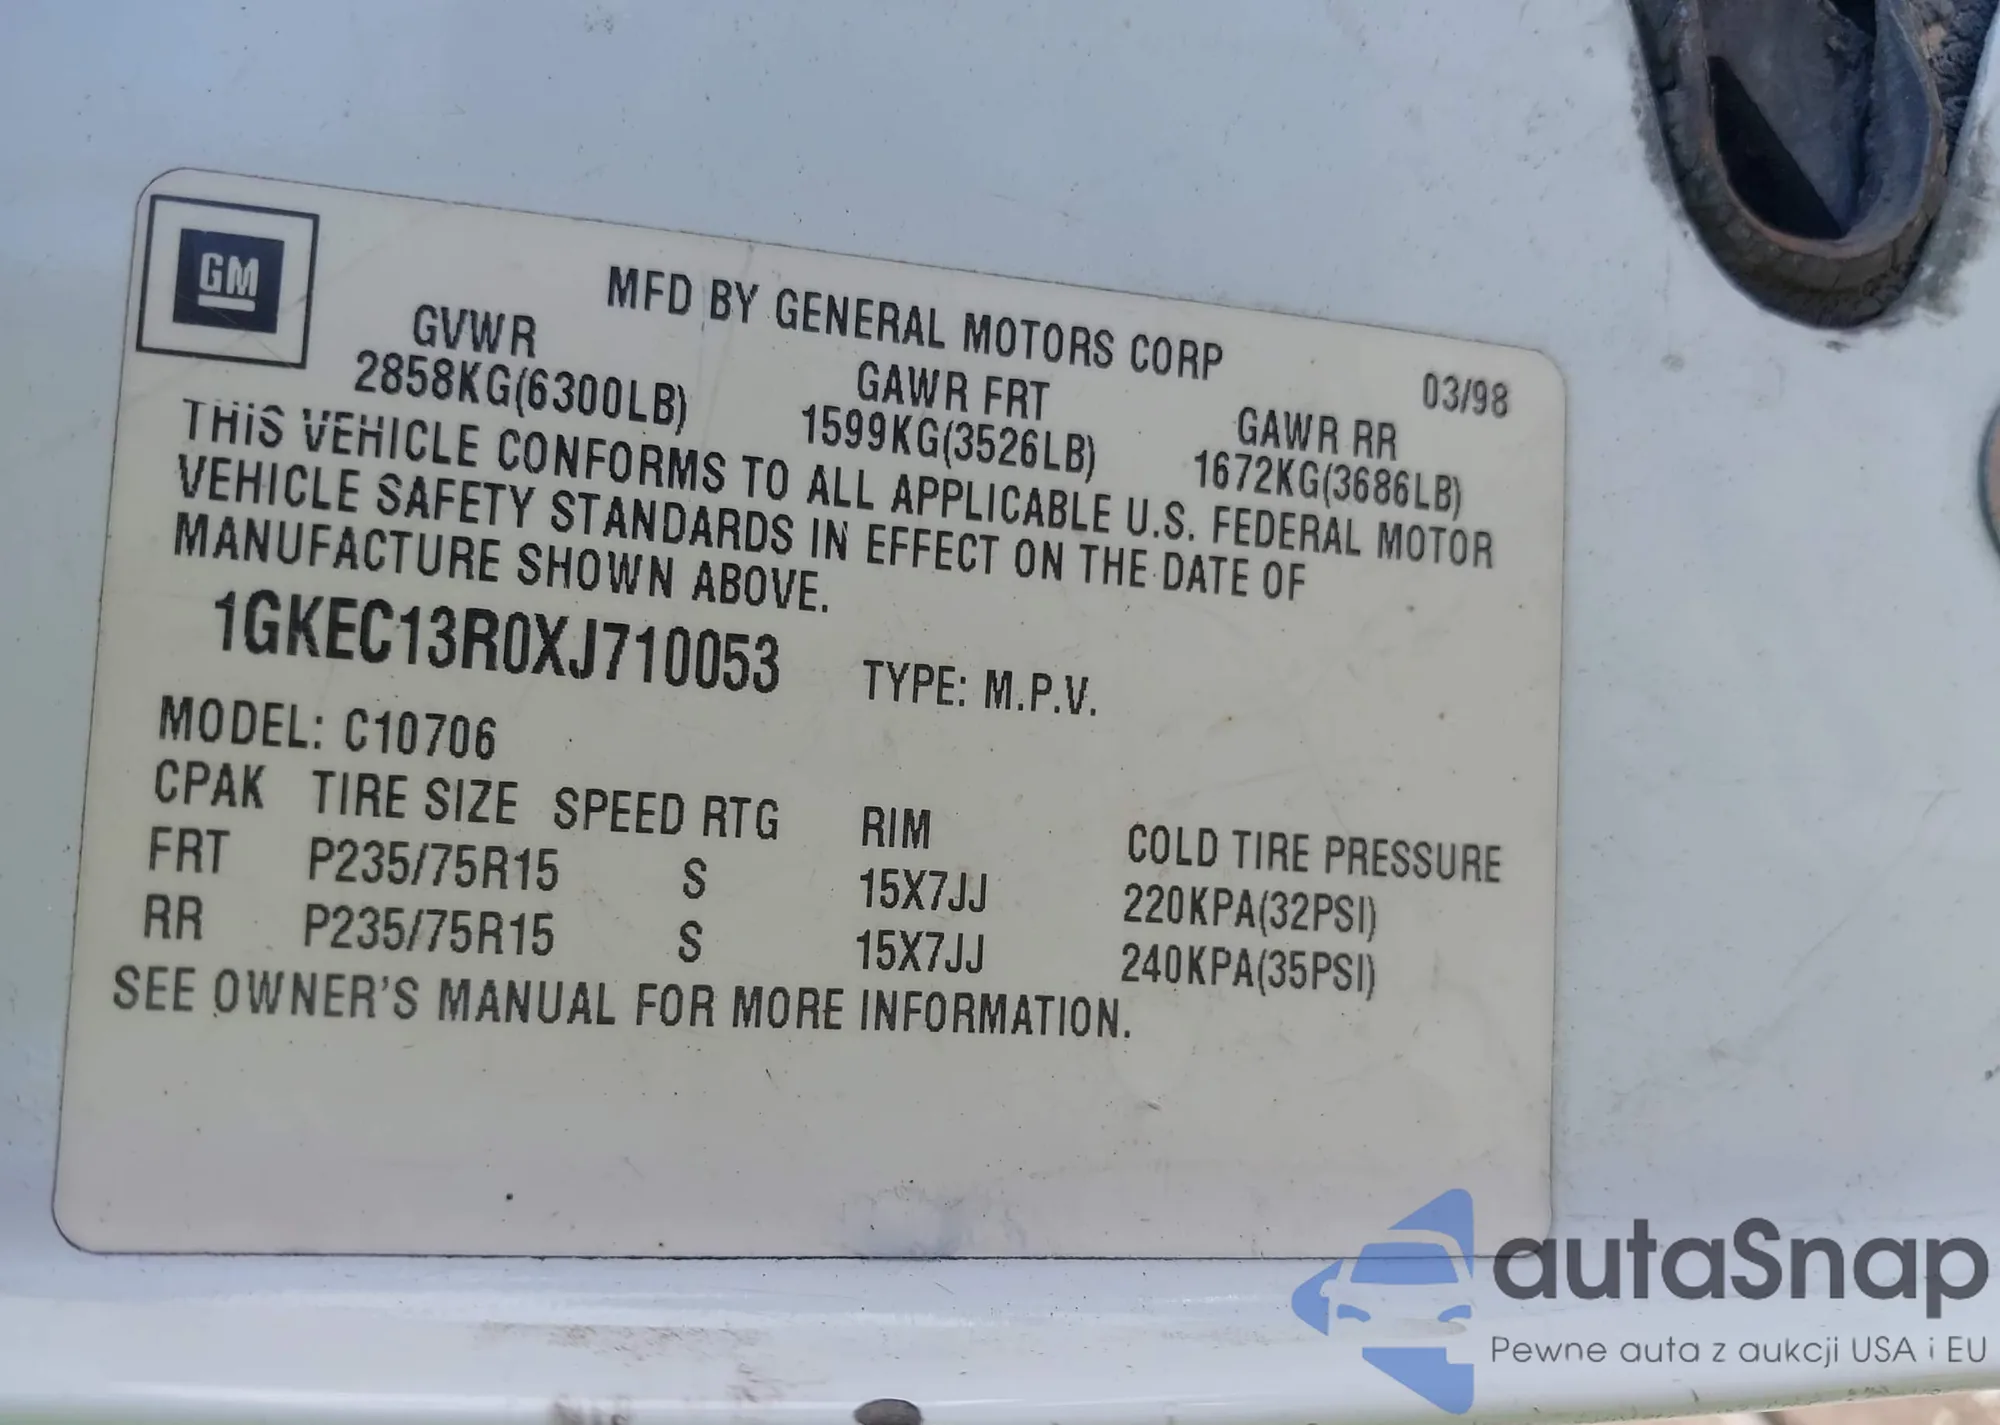 GM
MFD BY GENERAL MOTORS CORP
03/98
GVWR GAWR FRT GAWR RR
2858KG(6300LB) 1599KG(3526LB) 1672KG(3686LB)
THIS VEHICLE CONFORMS TO ALL APPLICABLE U.S. FEDERAL MOTOR
VEHICLE SAFETY STANDARDS IN EFFECT ON THE DATE OF
MANUFACTURE SHOWN ABOVE.
1GKEC13R0XJ710053 TYPE: M.P.V.
MODEL: C10706
CPAK TIRE SIZE SPEED RTG RIM COLD TIRE PRESSURE
FRT P235/75R15 S 15X7JJ 220KPA(32PSI)
RR P235/75R15 S 15X7JJ 240KPA(35PSI)
SEE OWNER'S MANUAL FOR MORE INFORMATION.
autaSnap
Pewne auta z aukcji USA i EU